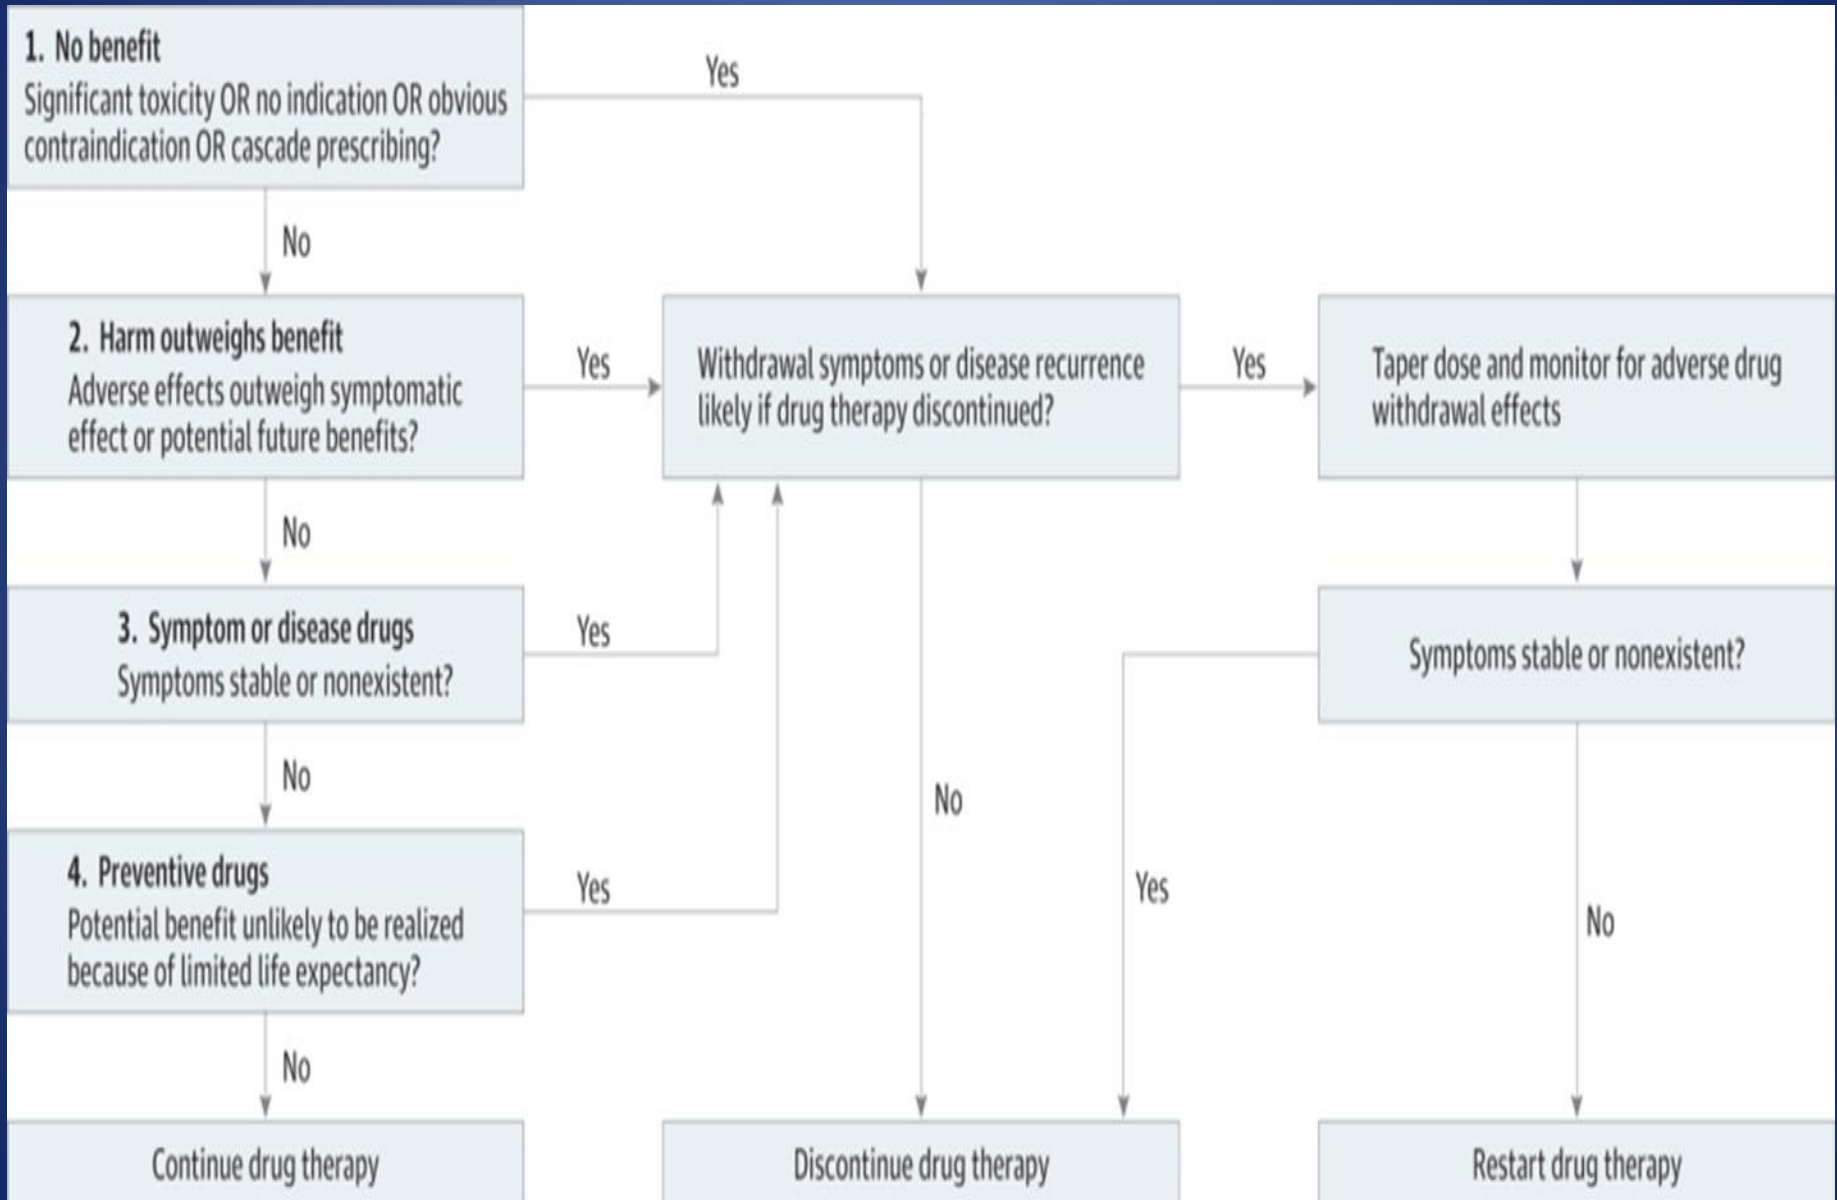 1. No benefit
Significant toxicity OR no indication OR obvious
contraindication OR cascade prescribing?
Yes
No
2. Harm outweighs benefit
Adverse effects outweigh symptomatic
effect or potential future benefits?
Yes
Withdrawal symptoms or disease recurrence
likely if drug therapy discontinued?
Yes
Taper dose and monitor for adverse drug
withdrawal effects
No
3. Symptom or disease drugs
Symptoms stable or nonexistent?
Yes
Symptoms stable or nonexistent?
No
No
4. Preventive drugs
Potential benefit unlikely to be realized
because of limited life expectancy?
Yes
Yes
No
No
Continue drug therapy
Discontinue drug therapy
Restart drug therapy